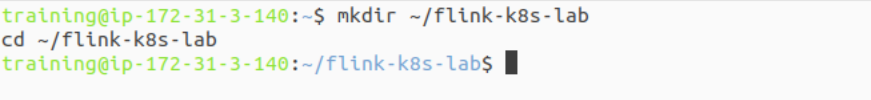 training@ip-172-31-3-140:~$ mkdir ~/flink-k8s-lab
cd ~/flink-k8s-lab
training@ip-172-31-3-140:~/flink-k8s-lab$